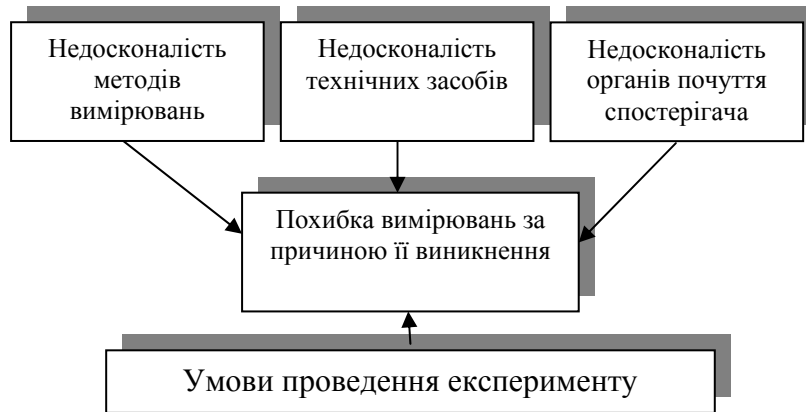 Недосконалість
методів
вимірювань
Недосконалість
технічних засобів
Недосконалість
органів почуття
спостерігача
Похибка вимірювань за
причиною її виникнення
Умови проведення експерименту